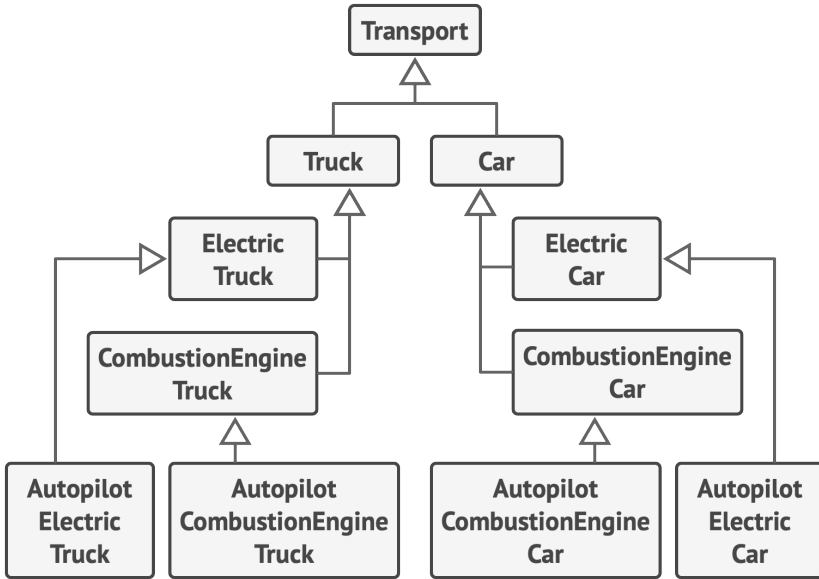 Transport
Truck
Car
Electric
Truck
Electric
Car
CombustionEngine
Truck
CombustionEngine
Car
Autopilot
Electric
Truck
Autopilot
CombustionEngine
Truck
Autopilot
CombustionEngine
Car
Autopilot
Electric
Car